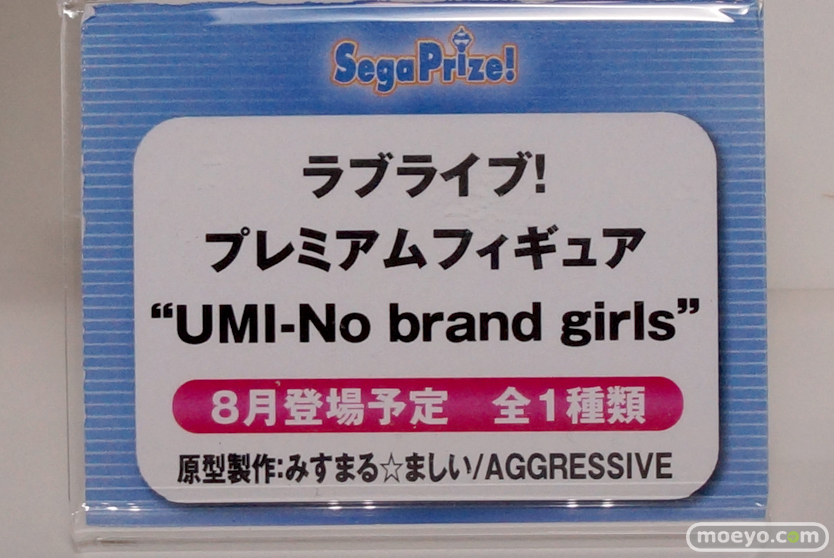 SegaPrize!
ラブライブ!
プレミアムフィギュア
“UMI-No brand girls”
8月登場予定　全1種類
原型製作:みすまる☆ましい/AGGRESSIVE
moeyo.com